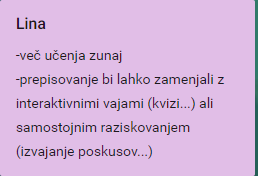 Lina
-več učenja zunaj
-prepisovanje bi lahko zamenjali z
interaktivnimi vajami (kvizi...) ali
samostojnim raziskovanjem
(izvajanje poskusov...)